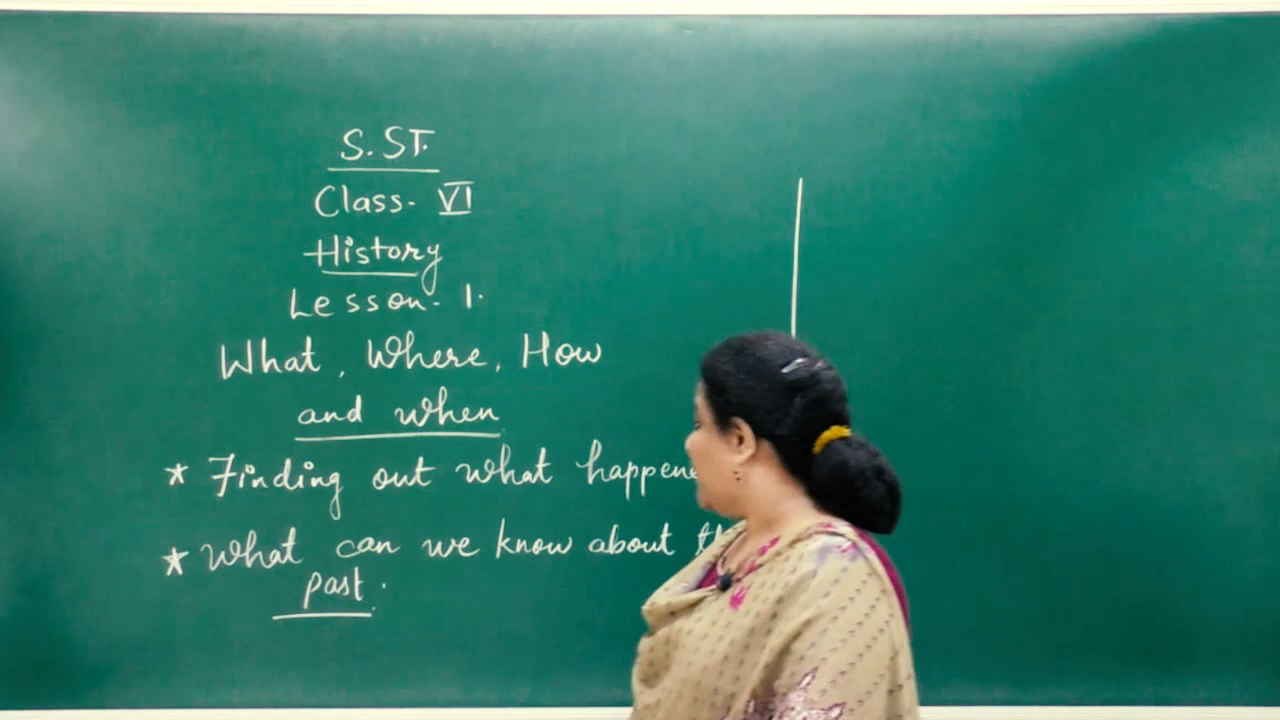 S.ST.
Class- VI
History
Lesson- 1.
What, Where, How
and when
* Finding out what
* What can we know about
past.